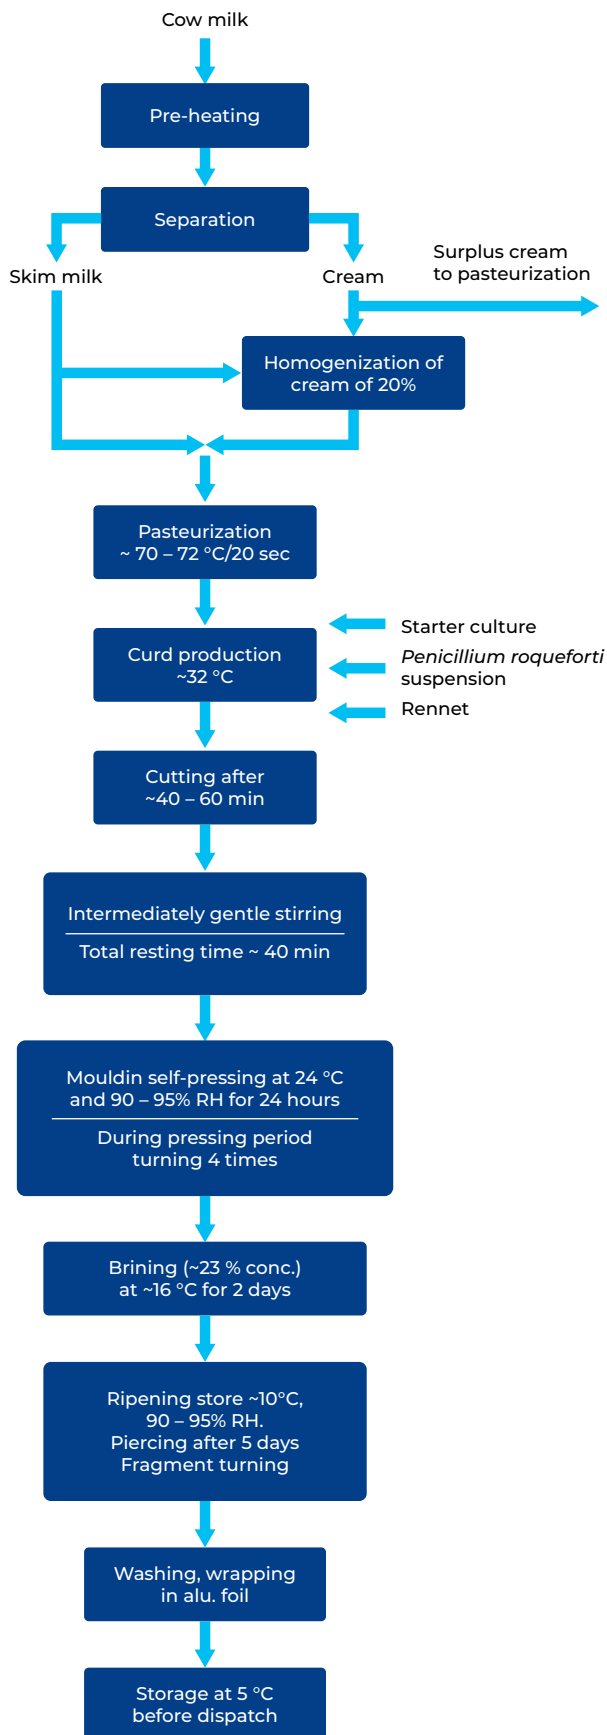 Cow milk
Pre-heating
Separation
Skim milk
Cream
Surplus cream
to pasteurization
Homogenization of
cream of 20%
Pasteurization
~ 70 – 72 °C/20 sec
Curd production
~32 °C
Starter culture
Penicillium roqueforti
suspension
Rennet
Cutting after
~40 – 60 min
Intermediately gentle stirring
Total resting time ~ 40 min
Mouldin self-pressing at 24 °C
and 90 – 95% RH for 24 hours
During pressing period
turning 4 times
Brining (~23 % conc.)
at ~16 °C for 2 days
Ripening store ~10°C,
90 – 95% RH.
Piercing after 5 days
Fragment turning
Washing, wrapping
in alu. foil
Storage at 5 °C
before dispatch